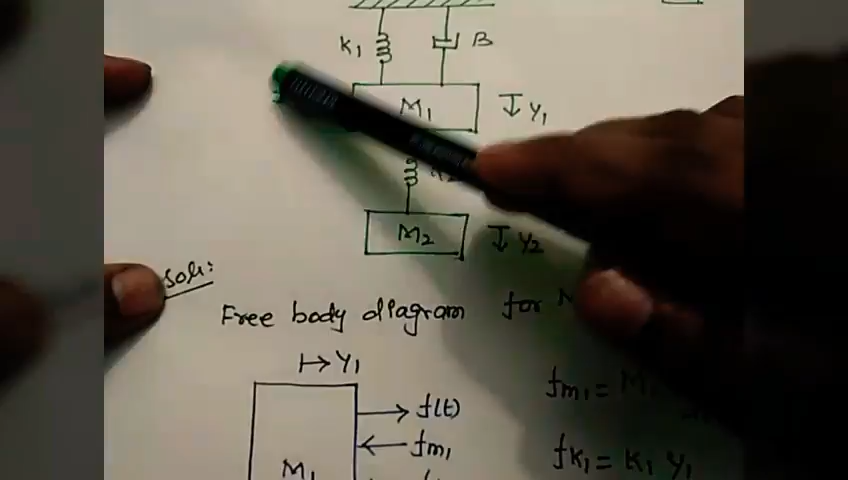 K1 B
M1 Y1
M2 Y2
Soln:
Free body diagram for
Y1
f(t)
fm1 =
fm1
fK1 = K1 Y1
M1